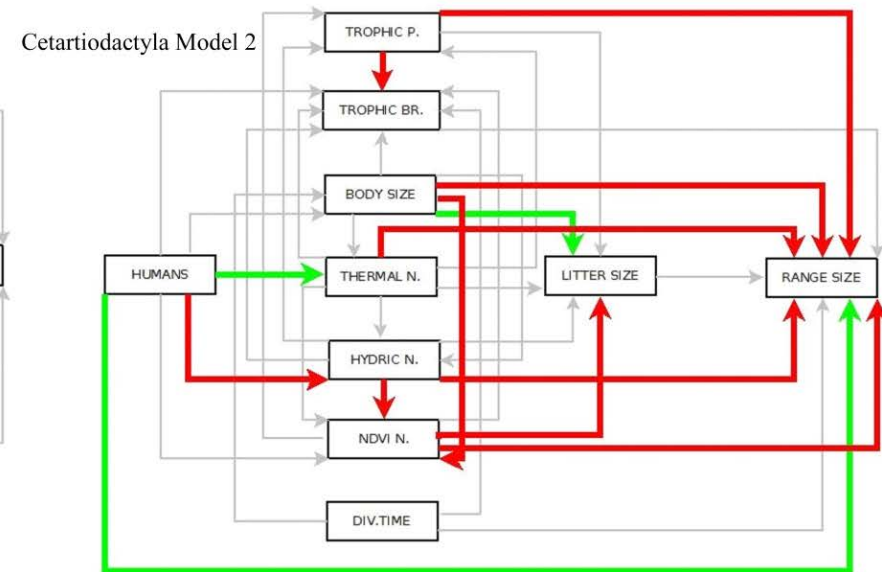 Cetartiodactyla Model 2
TROPHIC P.
TROPHIC BR.
BODY SIZE
HUMANS
THERMAL N.
LITTER SIZE
RANGE SIZE
HYDRIC N.
NDVI N.
DIV.TIME